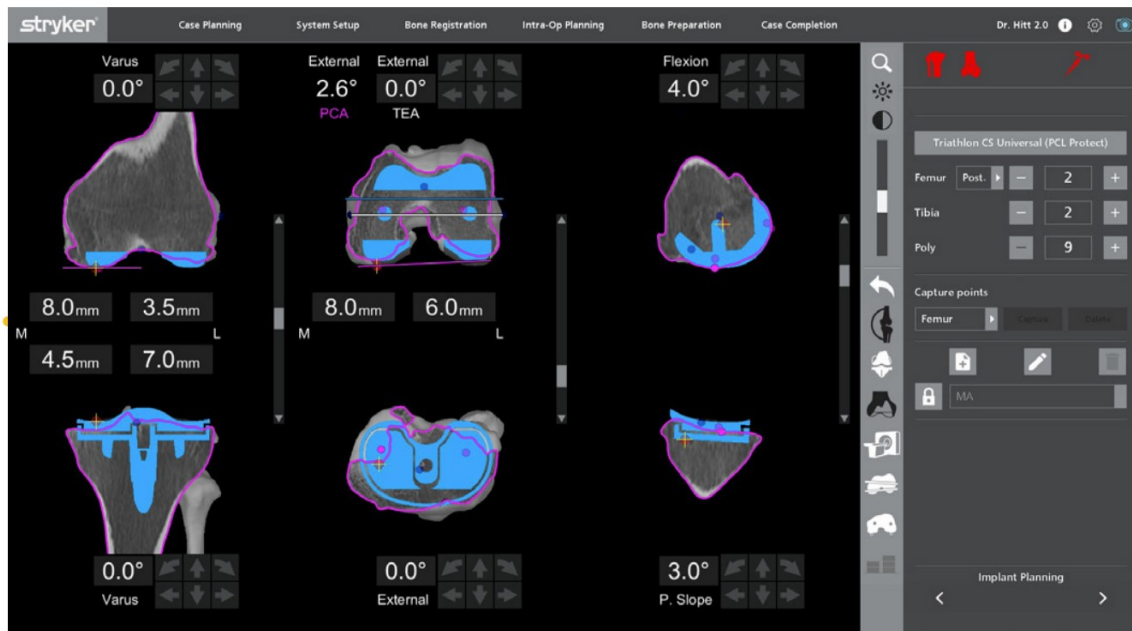 stryker
Case Planning
System Setup
Bone Registration
Intra-Op Planning
Bone Preparation
Case Completion
Dr. Hitt 2.0
Varus
0.0°
External
2.6°
PCA
External
0.0°
TEA
Flexion
4.0°
8.0mm
3.5mm
M
L
4.5mm
7.0mm
8.0mm
6.0mm
M
L
0.0°
Varus
0.0°
External
3.0°
P. Slope
Triathlon CS Universal (PCL Protect)
Femur Post. 2
Tibia 2
Poly 9
Capture points
Femur Capture Delete
MA
Implant Planning